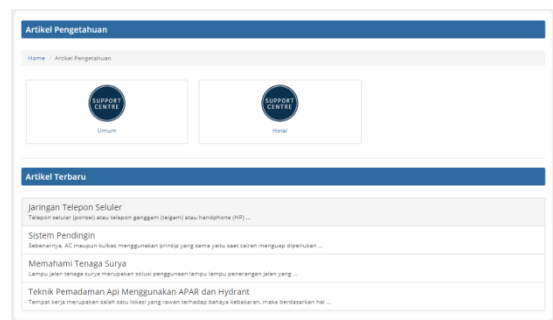 Artikel Pengetahuan
Home / Artikel Pengetahuan
SUPPORT
CENTRE
Umum
SUPPORT
CENTRE
Hotel
Artikel Terbaru
Jaringan Telepon Seluler
Telepon selular (ponsel) atau telepon genggam (telgam) atau handphone (HP) ...
Sistem Pendingin
Sebenarnya, AC maupun kulkas menggunakan prinsip yang sama yaitu saat cairan menguap diperlukan ...
Memahami Tenaga Surya
Lampu jalan tenaga surya merupakan solusi penggunaan lampu lampu penerangan jalan yang ...
Teknik Pemadaman Api Menggunakan APAR dan Hydrant
Tempat kerja merupakan salah satu lokasi yang rawan terhadap bahaya kebakaran, maka berdasarkan hal ...